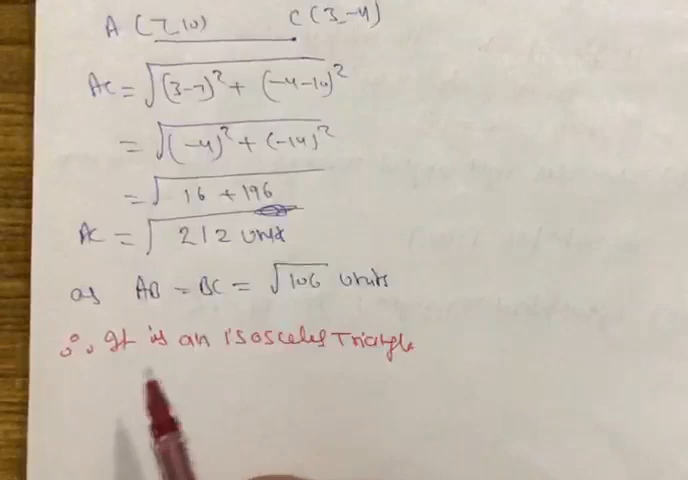 A (7,10) C (3,-4)
AC = √(3-7)² + (-4-10)²
= √(-4)² + (-14)²
= √16 + 196
AC = √212 units
as AB = BC = √106 units
∴ It is an isosceles Triangle